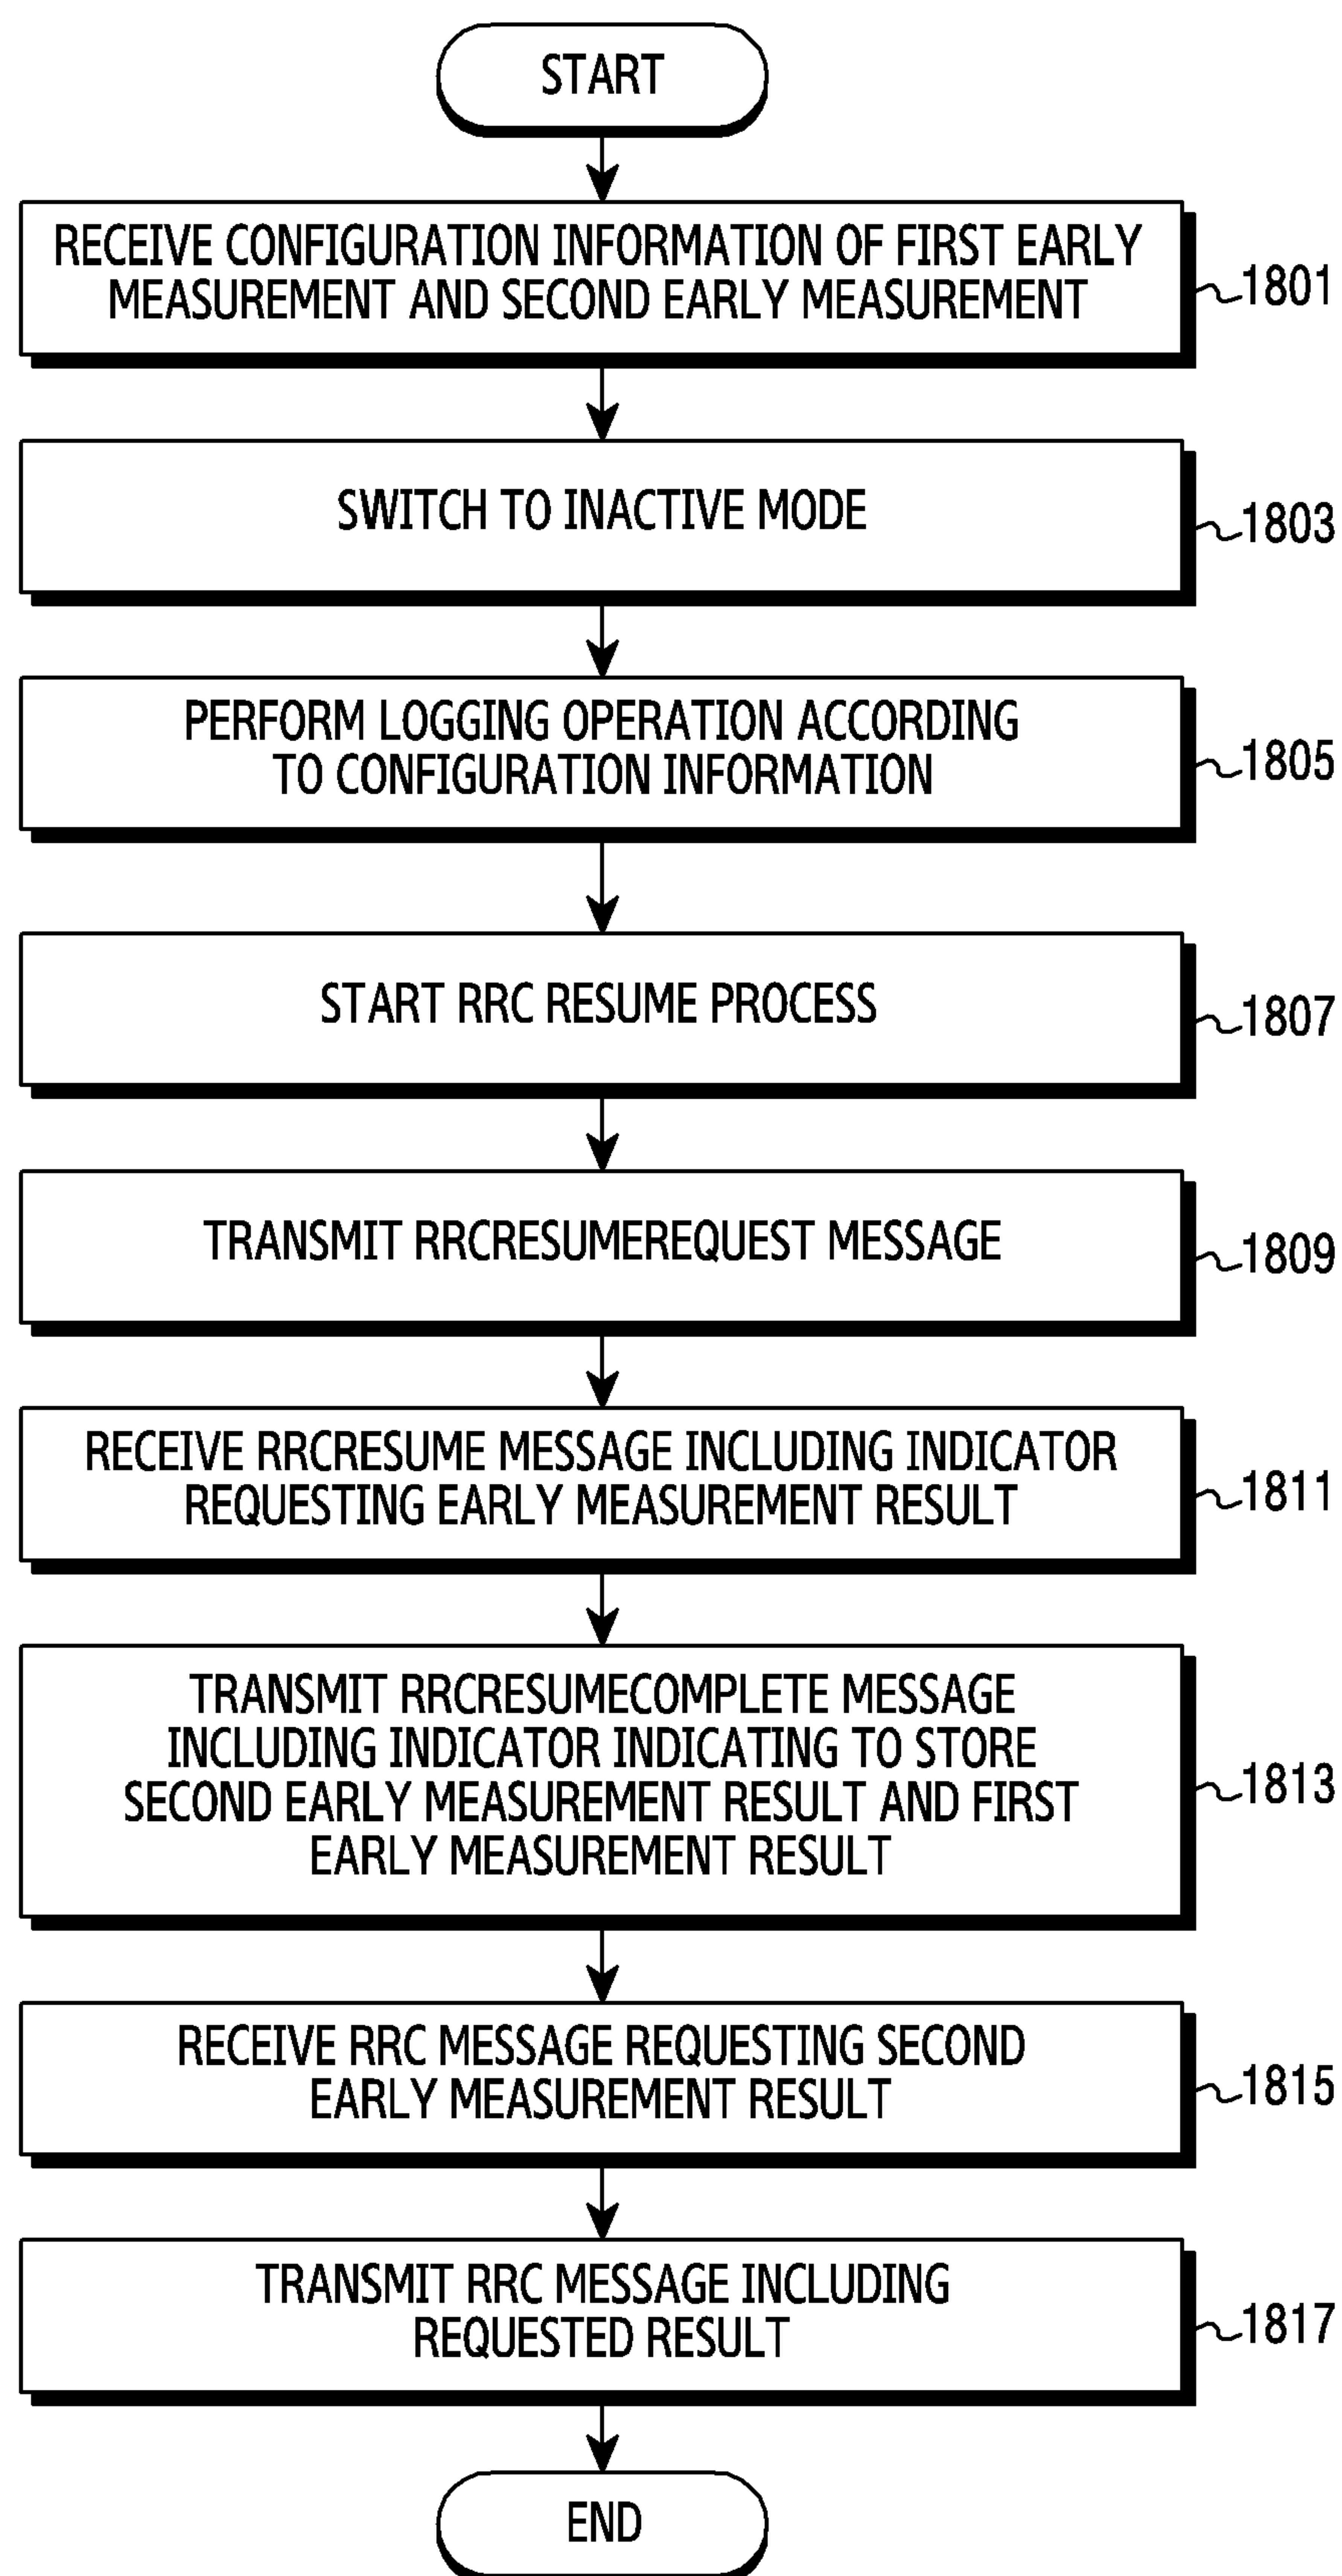 START
RECEIVE CONFIGURATION INFORMATION OF FIRST EARLY
MEASUREMENT AND SECOND EARLY MEASUREMENT
1801
SWITCH TO INACTIVE MODE
1803
PERFORM LOGGING OPERATION ACCORDING
TO CONFIGURATION INFORMATION
1805
START RRC RESUME PROCESS
1807
TRANSMIT RRCRESUMEREQUEST MESSAGE
1809
RECEIVE RRCRESUME MESSAGE INCLUDING INDICATOR
REQUESTING EARLY MEASUREMENT RESULT
1811
TRANSMIT RRCRESUMECOMPLETE MESSAGE
INCLUDING INDICATOR INDICATING TO STORE
SECOND EARLY MEASUREMENT RESULT AND FIRST
EARLY MEASUREMENT RESULT
1813
RECEIVE RRC MESSAGE REQUESTING SECOND
EARLY MEASUREMENT RESULT
1815
TRANSMIT RRC MESSAGE INCLUDING
REQUESTED RESULT
1817
END